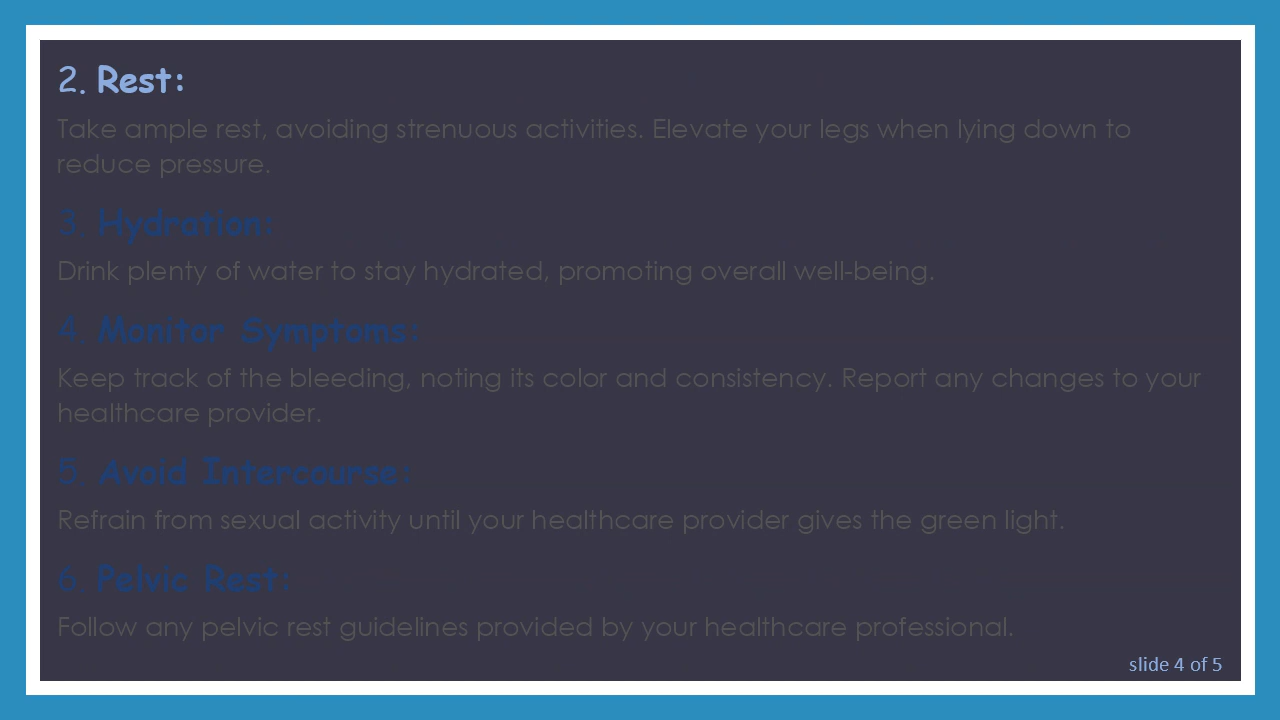 2. Rest:
Take ample rest, avoiding strenuous activities. Elevate your legs when lying down to
reduce pressure.
3. Hydration:
Drink plenty of water to stay hydrated, promoting overall well-being.
4. Monitor Symptoms:
Keep track of the bleeding, noting its color and consistency. Report any changes to your
healthcare provider.
5. Avoid Intercourse:
Refrain from sexual activity until your healthcare provider gives the green light.
6. Pelvic Rest:
Follow any pelvic rest guidelines provided by your healthcare professional.
slide 4 of 5